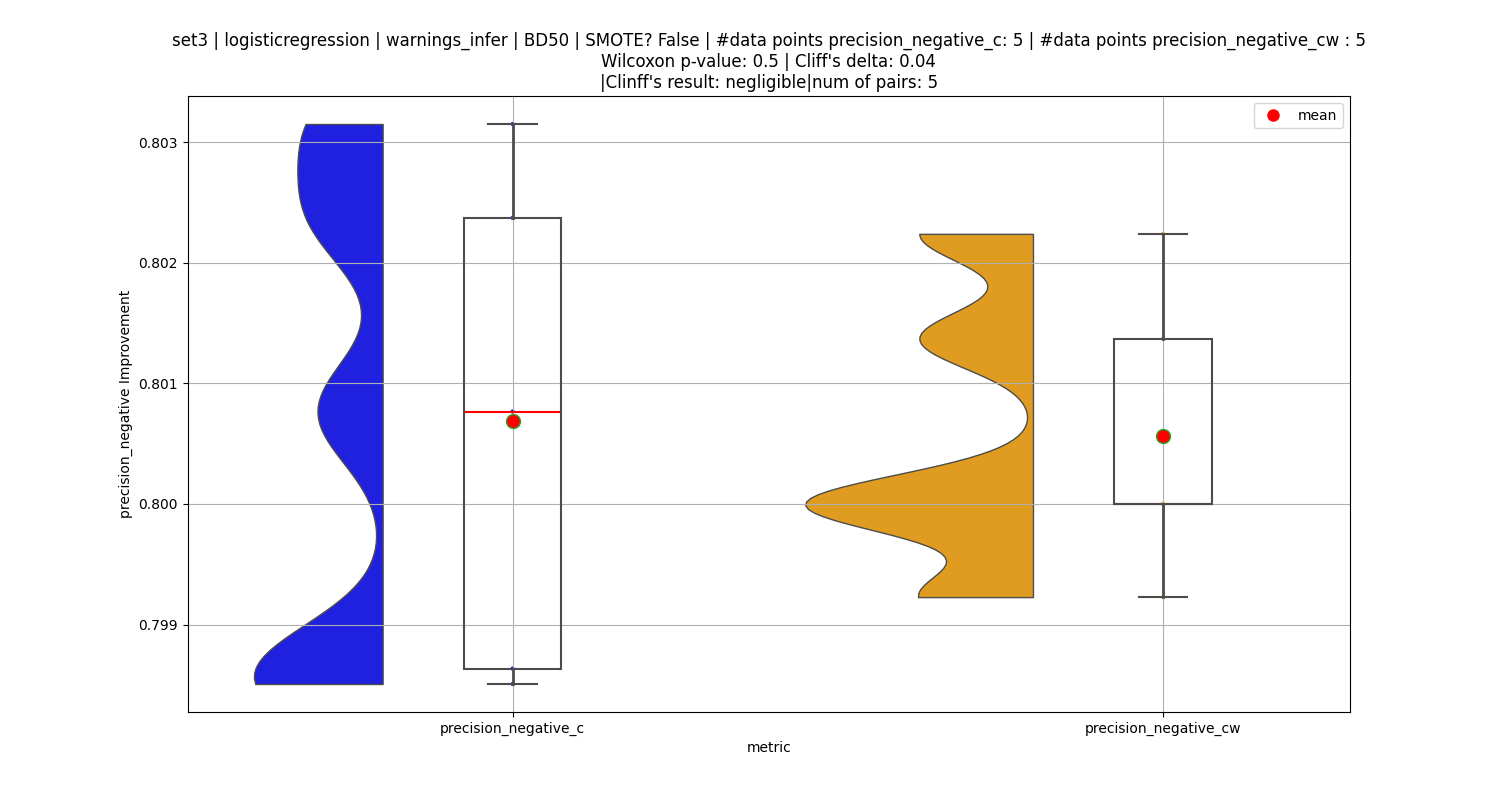 set3 | logisticregression | warnings_infer | BD50 | SMOTE? False | #data points precision_negative_c: 5 | #data points precision_negative_cw : 5
Wilcoxon p-value: 0.5 | Cliff's delta: 0.04
|Clinff's result: negligible|num of pairs: 5
mean
0.803
0.802
0.801
0.800
0.799
precision_negative Improvement
precision_negative_c
precision_negative_cw
metric